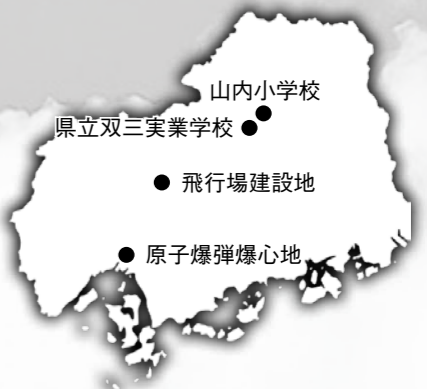 山内小学校
県立双三実業学校
飛行場建設地
原子爆弾爆心地